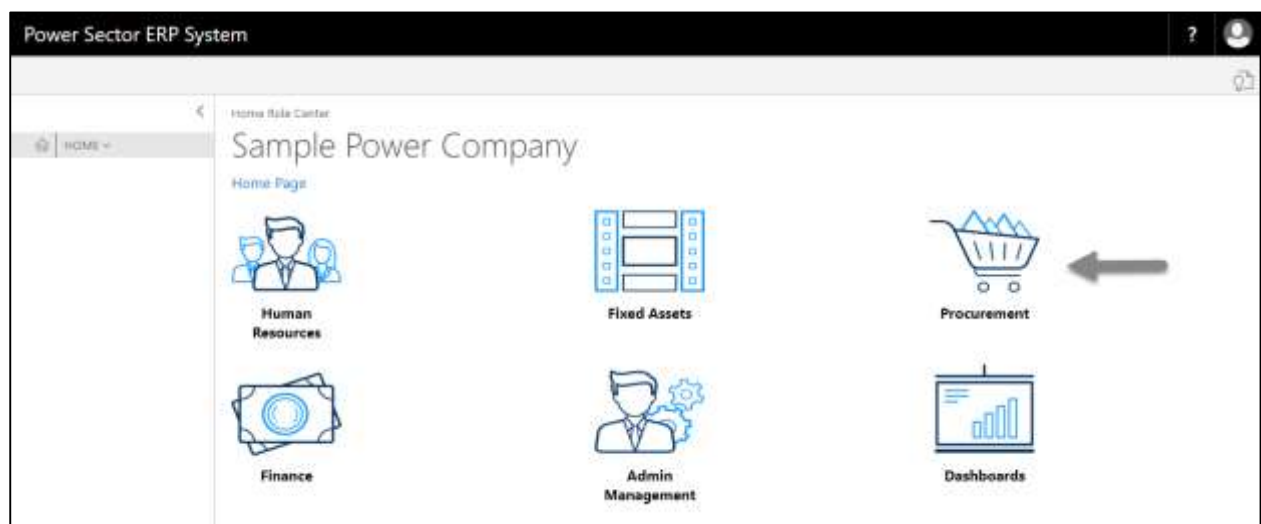 Power Sector ERP System
?
Home Role Center
HOME
Sample Power Company
Home Page
Human
Resources
Fixed Assets
Procurement
Finance
Admin
Management
Dashboards